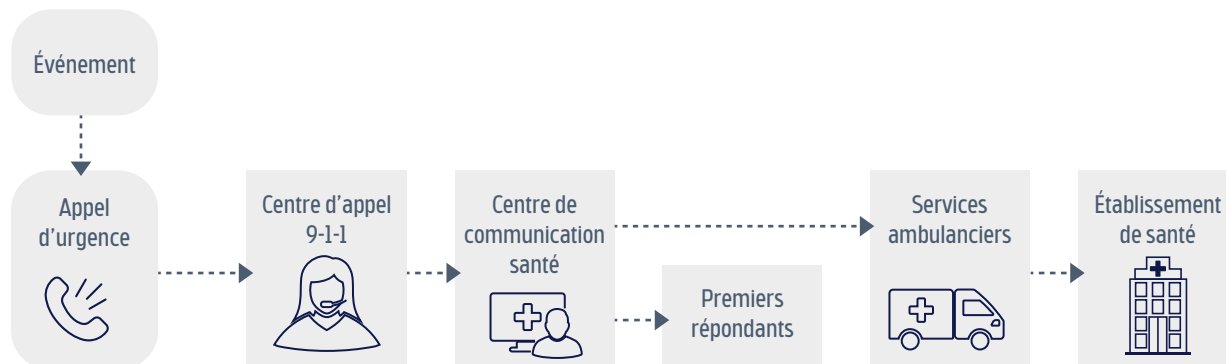 Événement
Appel
d'urgence
Centre d'appel
9-1-1
Centre de
communication
santé
Premiers
répondants
Services
ambulanciers
Établissement
de santé